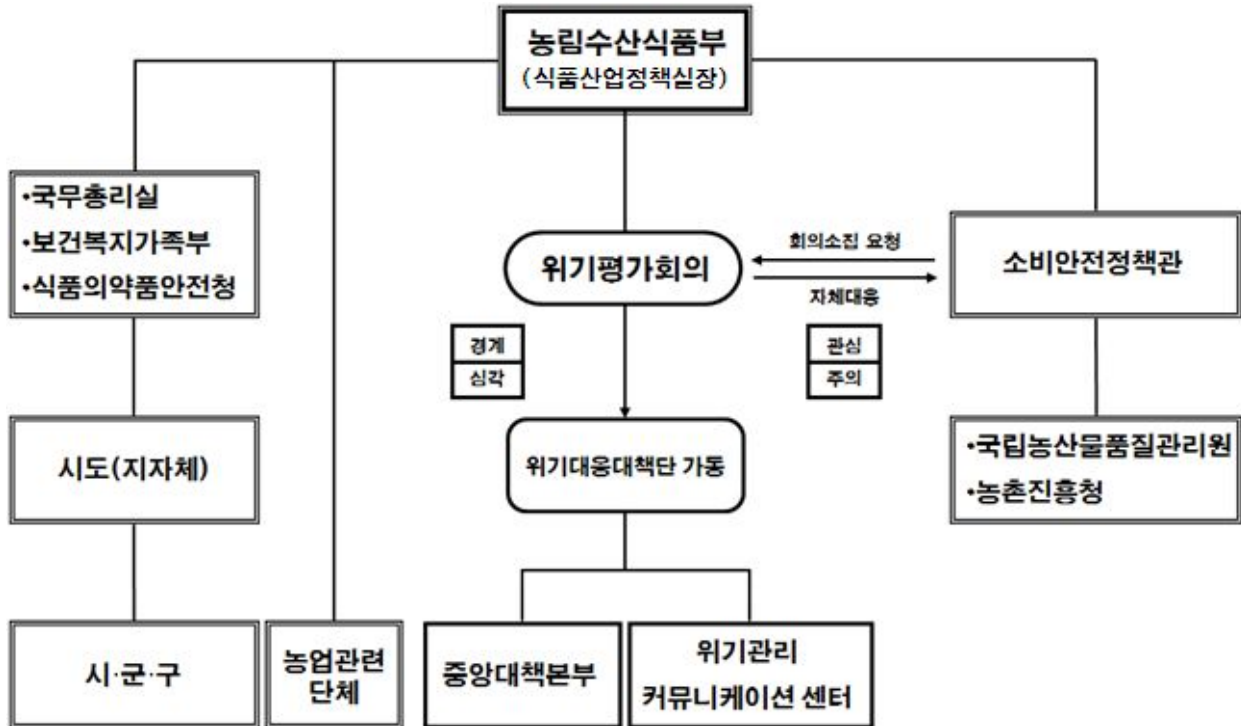 농림수산식품부
(식품산업정책실장)
•국무총리실
•보건복지가족부
•식품의약품안전청
위기평가회의
회의소집 요청
자체대응
소비안전정책관
경계
심각
관심
주의
시도(지자체)
위기대응대책단 가동
•국립농산물품질관리원
•농촌진흥청
시·군·구
농업관련
단체
중앙대책본부
위기관리
커뮤니케이션 센터